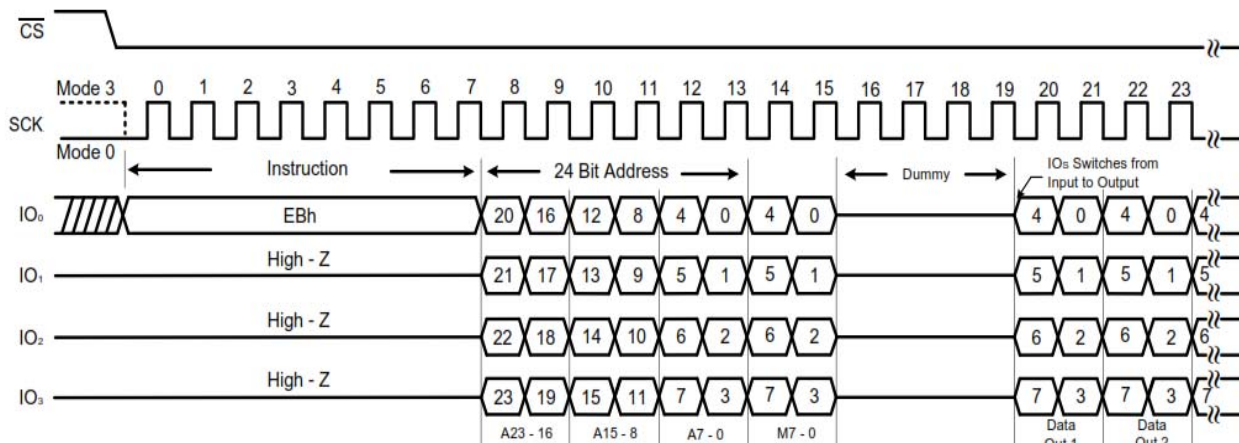 CS
Mode 3 0 1 2 3 4 5 6 7 8 9 10 11 12 13 14 15 16 17 18 19 20 21 22 23
SCK
Mode 0
Instruction 24 Bit Address Dummy IOs Switches from
Input to Output
IO₀ EBh 20 16 12 8 4 0 4 0 4 0 4 0 4
High - Z
IO₁ 21 17 13 9 5 1 5 1 5 1 5 1 5
High - Z
IO₂ 22 18 14 10 6 2 6 2 6 2 6 2 6
High - Z
IO₃ 23 19 15 11 7 3 7 3 7 3 7 3 7
A23 - 16 A15 - 8 A7 - 0 M7 - 0 Data Data
Out 1 Out 2